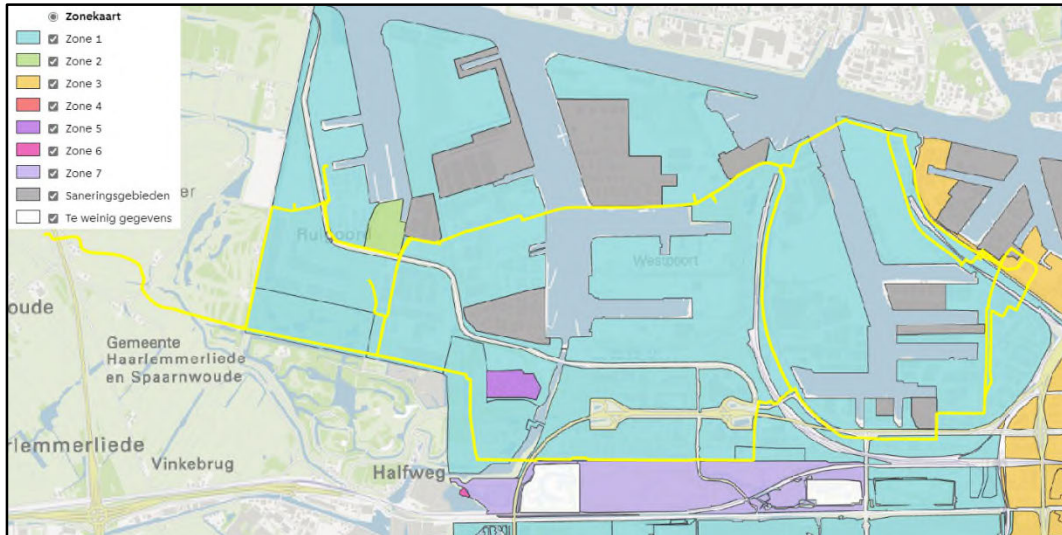 Zonekaart
Zone 1
Zone 2
Zone 3
Zone 4
Zone 5
Zone 6
Zone 7
Saneringsgebieden
Te weinig gegevens
er
Ruigoord
Westpoort
oude
Gemeente
Haarlemmerliede
en Spaarnwoude
rlemmerliede
Vinkebrug
Halfweg